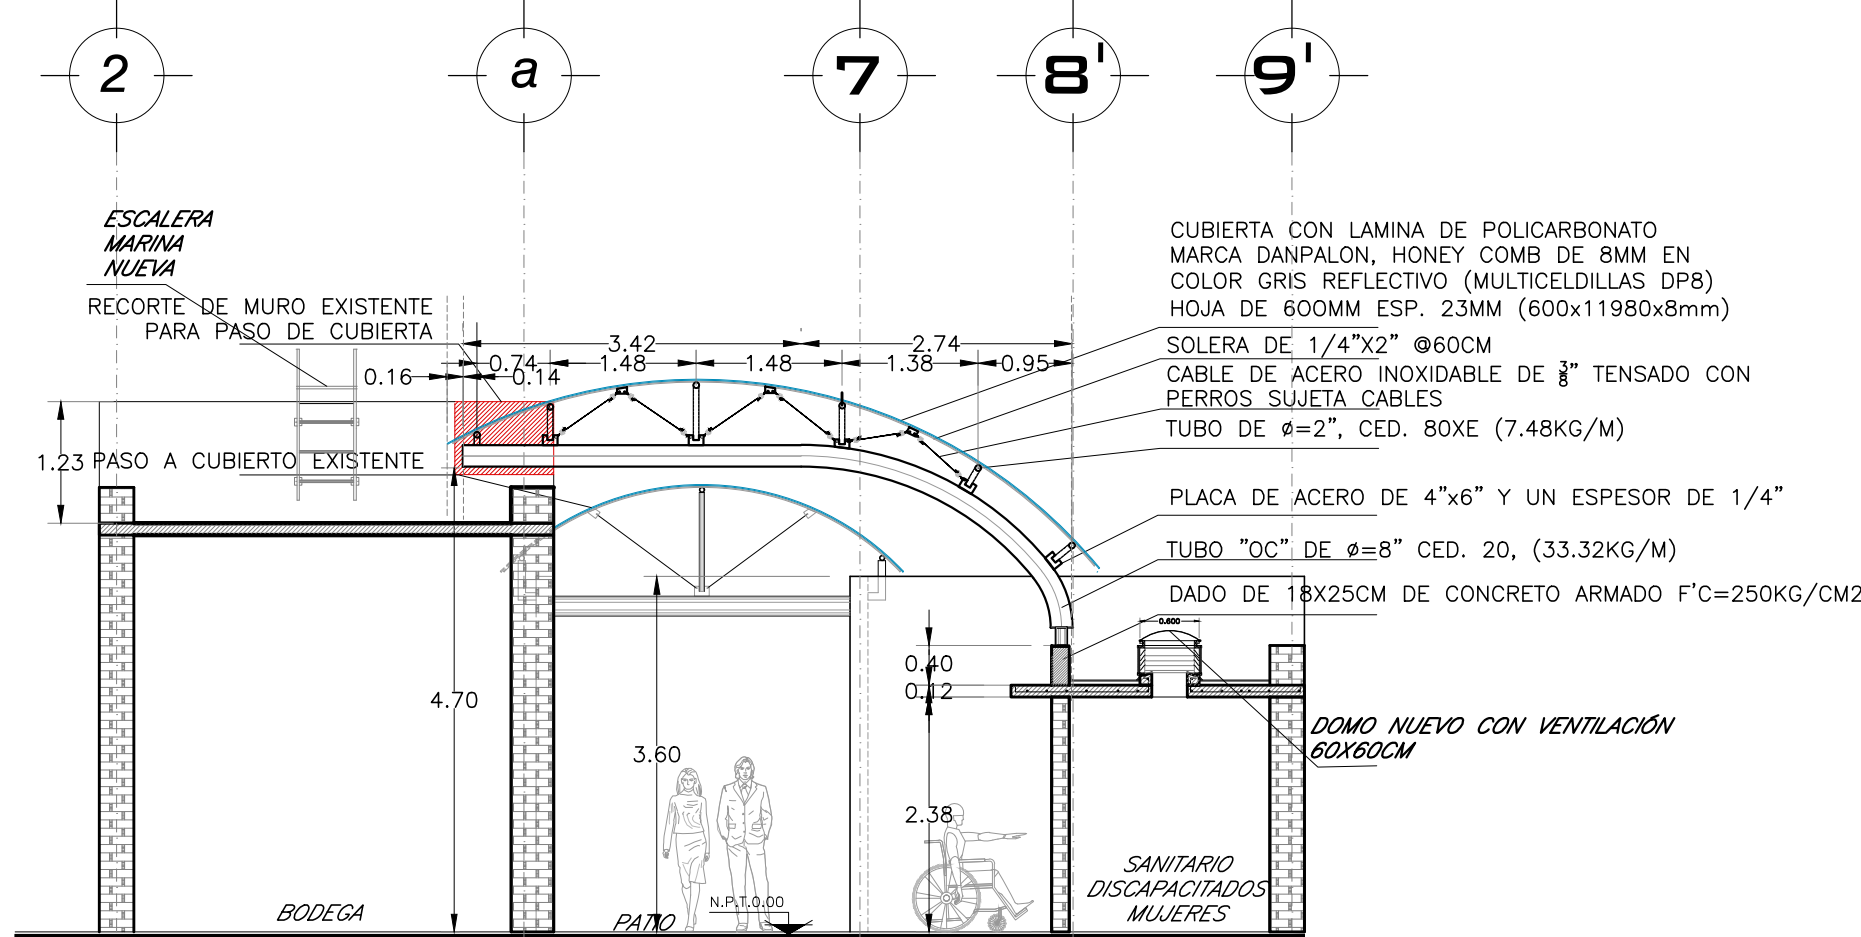 2
a
7
8'
9'
ESCALERA
MARINA
NUEVA
RECORTE DE MURO EXISTENTE
PARA PASO DE CUBIERTA
CUBIERTA CON LAMINA DE POLICARBONATO
MARCA DANPALON, HONEY COMB DE 8MM EN
COLOR GRIS REFLECTIVO (MULTICELDILLAS DP8)
HOJA DE 600MM ESP. 23MM (600x11980x8mm)
SOLERA DE 1/4”X2” @60CM
CABLE DE ACERO INOXIDABLE DE 3/8” TENSADO CON
PERROS SUJETA CABLES
TUBO DE ø=2”, CED. 80XE (7.48KG/M)
PLACA DE ACERO DE 4”x6” Y UN ESPESOR DE 1/4”
TUBO "OC" DE ø=8” CED. 20, (33.32KG/M)
DADO DE 18X25CM DE CONCRETO ARMADO F'C=250KG/CM2
3.42
2.74
0.74
1.48
1.48
1.38
0.95
0.16
0.14
1.23
PASO A CUBIERTO EXISTENTE
0.600
0.40
0.12
4.70
3.60
2.38
DOMO NUEVO CON VENTILACIÓN
60X60CM
BODEGA
PATIO
N.P.T.0.00
SANITARIO
DISCAPACITADOS
MUJERES